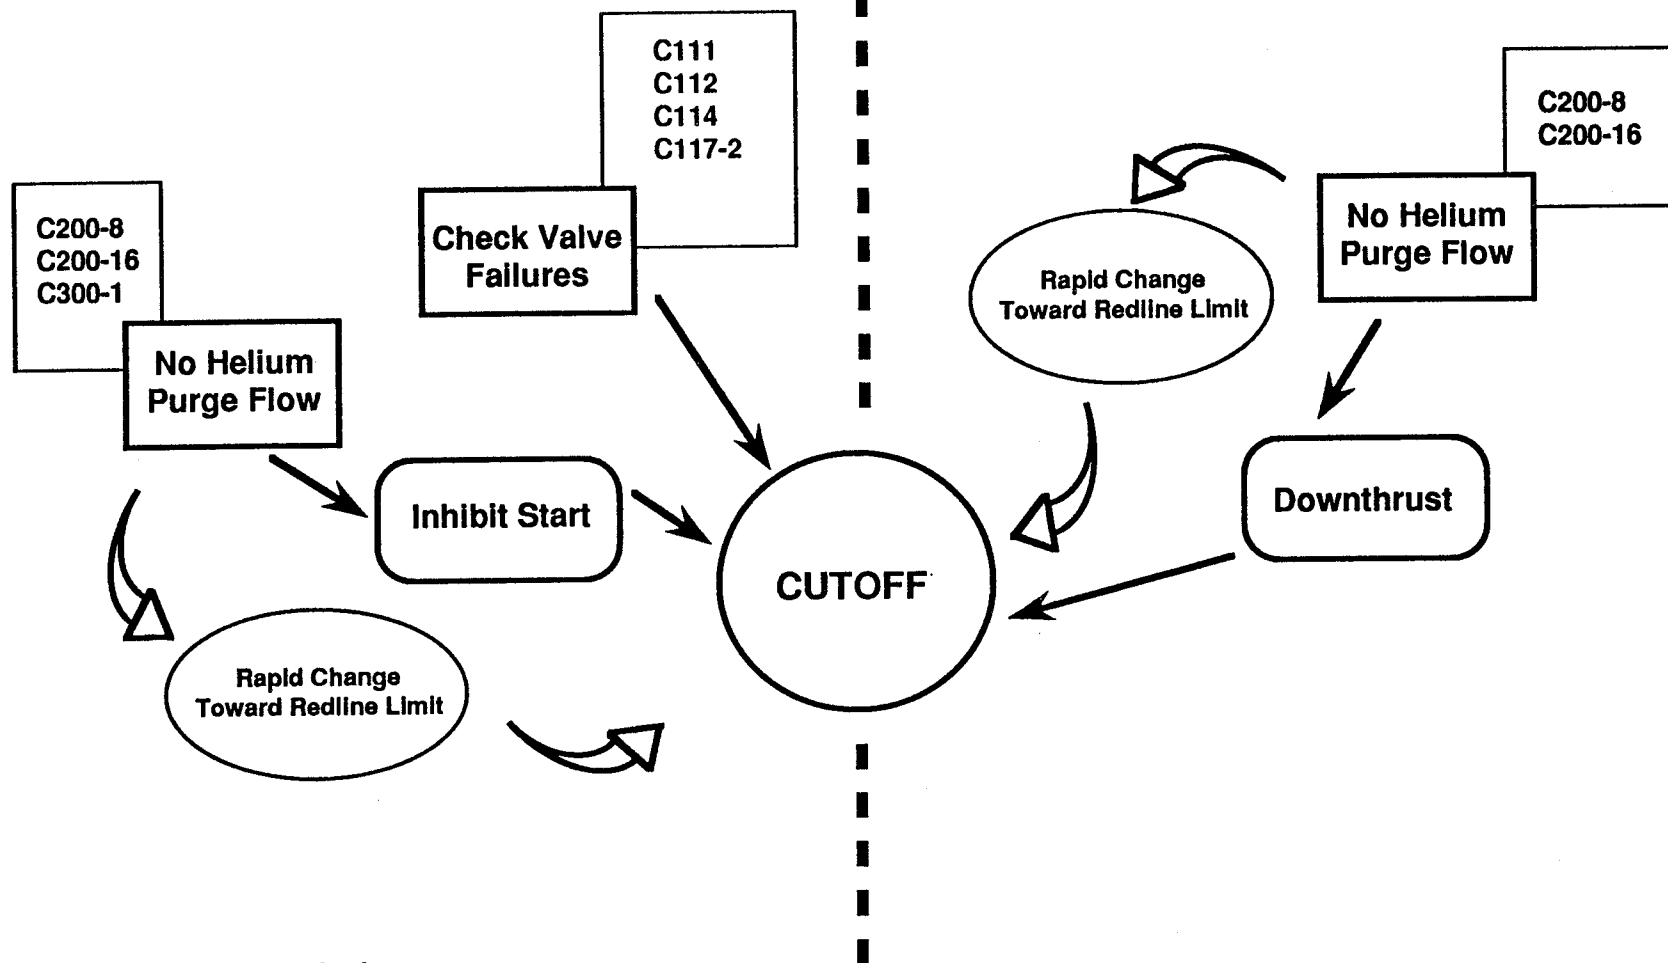 C111
C112
C114
C117-2
Check Valve
Failures
C200-8
C200-16
C300-1
No Helium
Purge Flow
Inhibit Start
Rapid Change
Toward Redline Limit
CUTOFF
C200-8
C200-16
No Helium
Purge Flow
Rapid Change
Toward Redline Limit
Downthrust